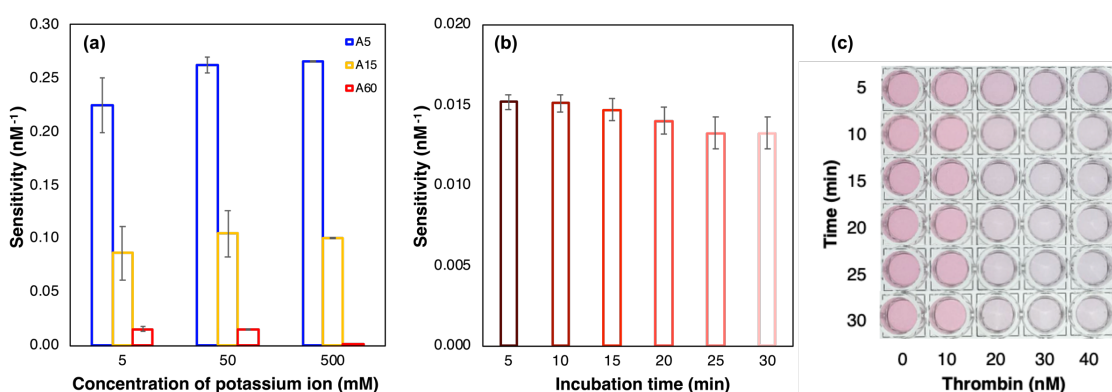 (a)
A5
A15
A60
Sensitivity (nM⁻¹)
0.30
0.25
0.20
0.15
0.10
0.05
0.00
5 50 500
Concentration of potassium ion (mM)
(b)
Sensitivity (nM⁻¹)
0.020
0.015
0.010
0.005
0.000
5 10 15 20 25 30
Incubation time (min)
(c)
Time (min)
5
10
15
20
25
30
0 10 20 30 40
Thrombin (nM)